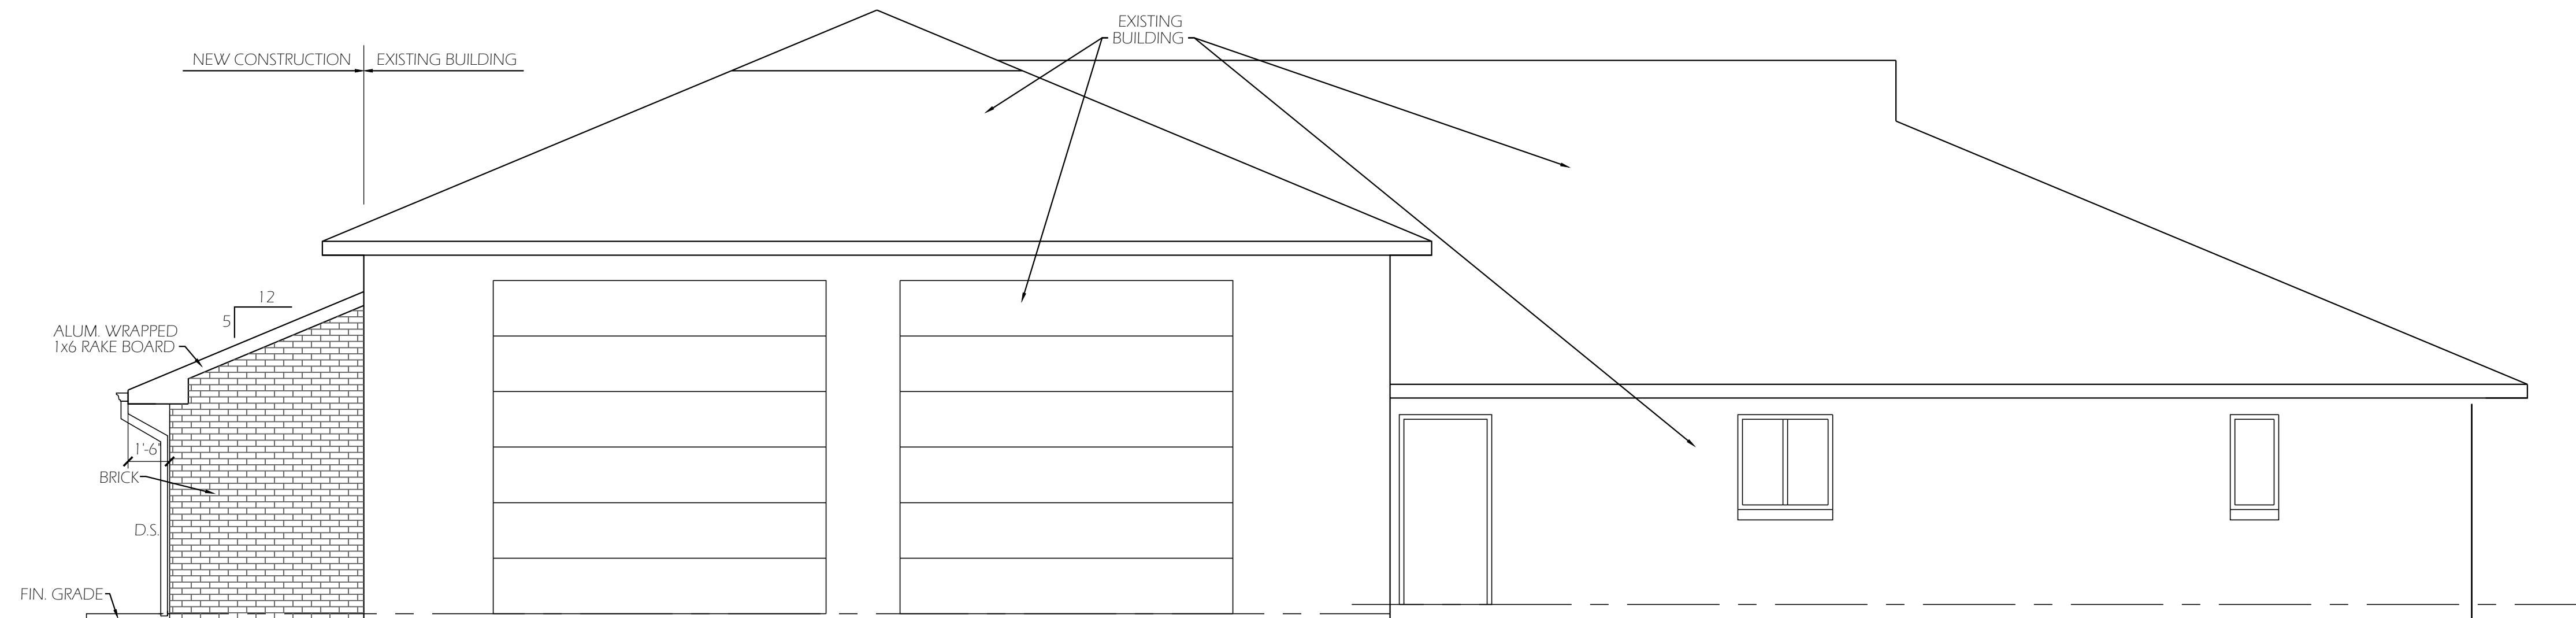 EXISTING
BUILDING
NEW CONSTRUCTION
EXISTING BUILDING
12
5
ALUM. WRAPPED
1x6 RAKE BOARD
1'-6"
BRICK
D.S.
FIN. GRADE